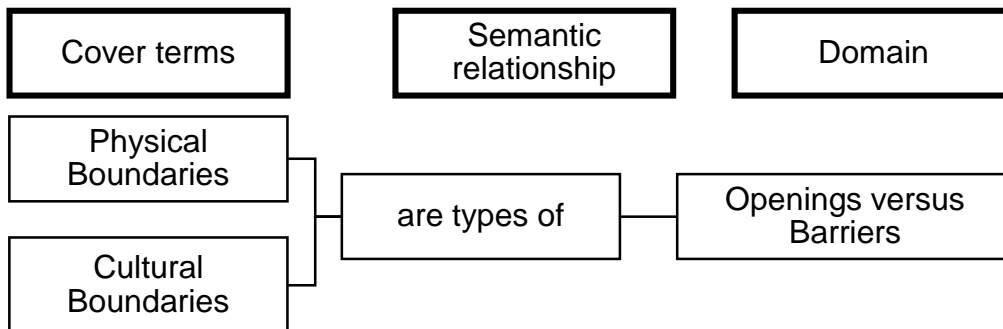 Cover terms
Semantic
relationship
Domain
Physical
Boundaries
are types of
Openings versus
Barriers
Cultural
Boundaries